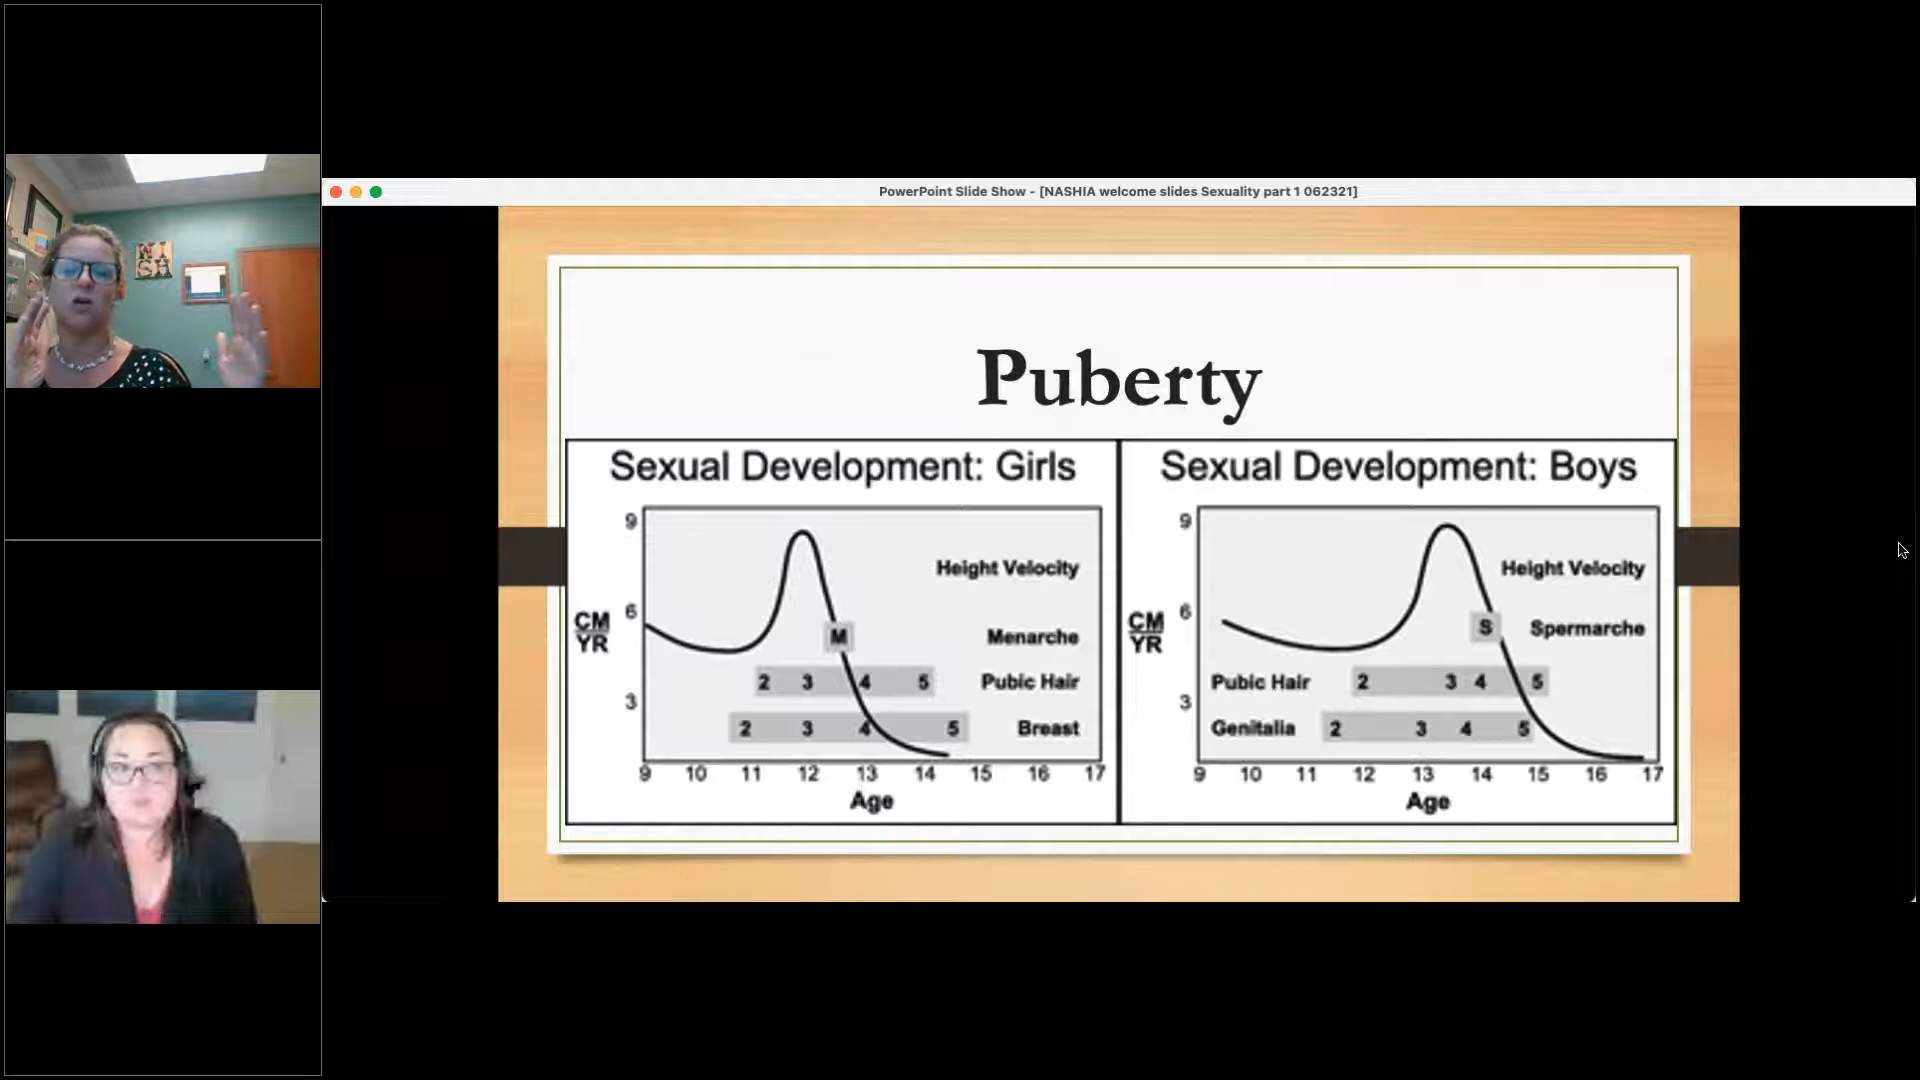 PowerPoint Slide Show - [NASHIA welcome slides Sexuality part 1 062321]
Puberty
Sexual Development: Girls
9
Height Velocity
6
CM
YR
M
Menarche
2 3 4 5 Pubic Hair
3
2 3 4 5 Breast
9 10 11 12 13 14 15 16 17
Age
Sexual Development: Boys
9
Height Velocity
6
CM
YR
S
Spermarche
Pubic Hair 2 3 4 5
3
Genitalia 2 3 4 5
9 10 11 12 13 14 15 16 17
Age